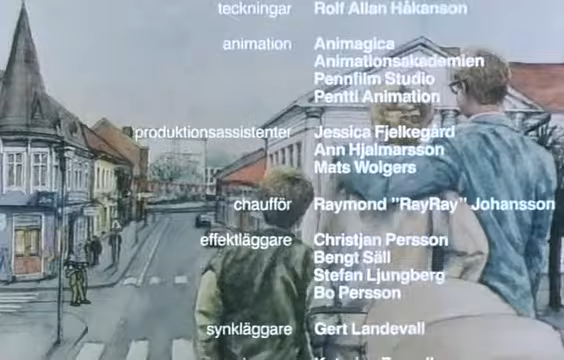 teckningar Rolf Allan Håkanson
animation Animagica
Animationsakademien
Pennfilm Studio
Pentti Animation
produktionsassistenter Jessica Fjelkegård
Ann Hjalmarsson
Mats Wolgers
chaufför Raymond "RayRay" Johansson
effektläggare Christjan Persson
Bengt Säll
Stefan Ljungberg
Bo Persson
synkläggare Gert Landevall